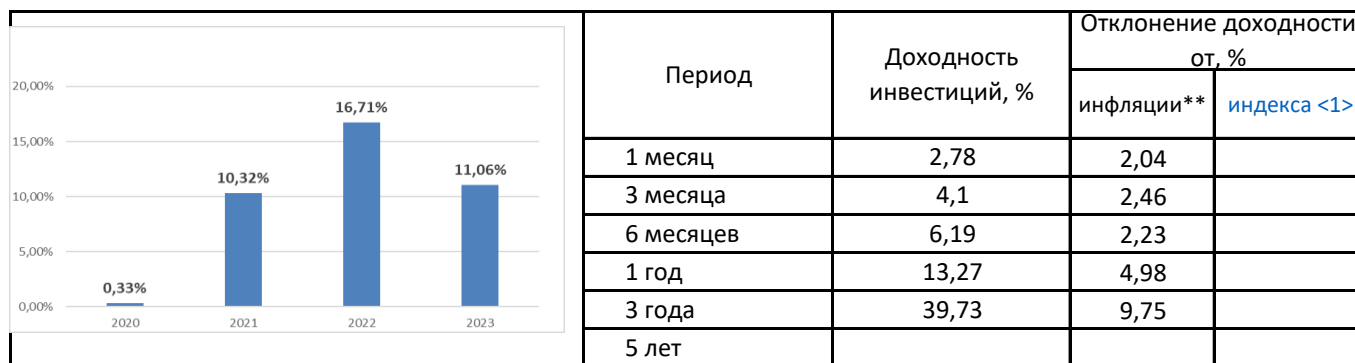 20,00%
15,00%
10,00%
5,00%
0,00%
0,33%
10,32%
16,71%
11,06%
2020 2021 2022 2023
Период
Доходность
инвестиций, %
Отклонение доходности
от, %
инфляции** индекса <1>
1 месяц 2,78 2,04
3 месяца 4,1 2,46
6 месяцев 6,19 2,23
1 год 13,27 4,98
3 года 39,73 9,75
5 лет